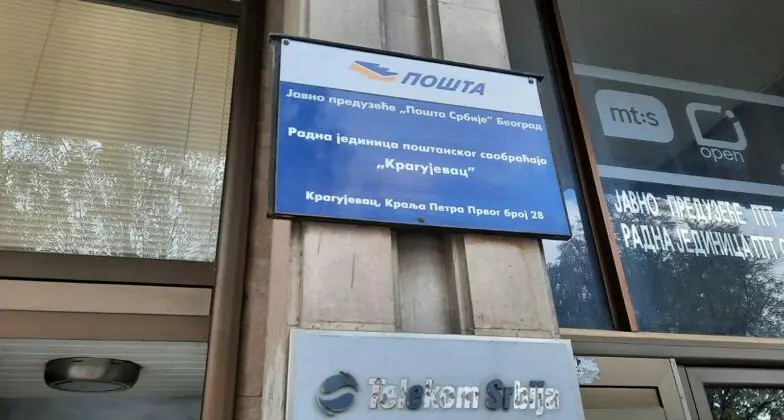 ПОШТА
Јавно предузеће „Пошта Србије” Београд
Радна јединица поштанског саобраћаја
„Крагујевац”
Крагујевац, Краља Петра Првог број 28
mt:s
open
ЈАВНО ПРЕДУЗЕЋЕ ПТТ
РАДНА ЈЕДИНИЦА ПТТ
Telekom Srbija